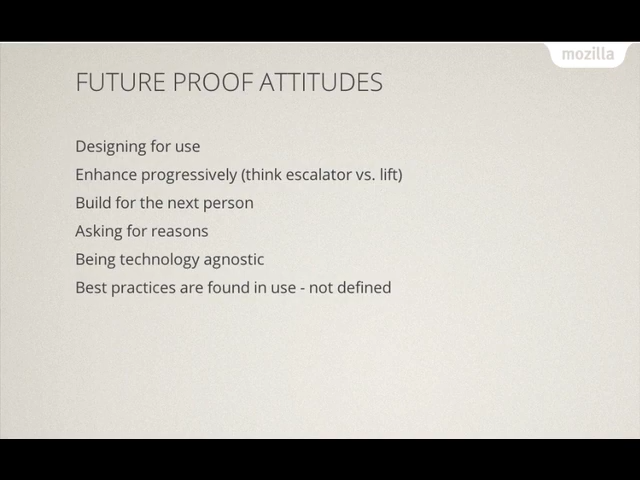 mozilla
FUTURE PROOF ATTITUDES
Designing for use
Enhance progressively (think escalator vs. lift)
Build for the next person
Asking for reasons
Being technology agnostic
Best practices are found in use - not defined